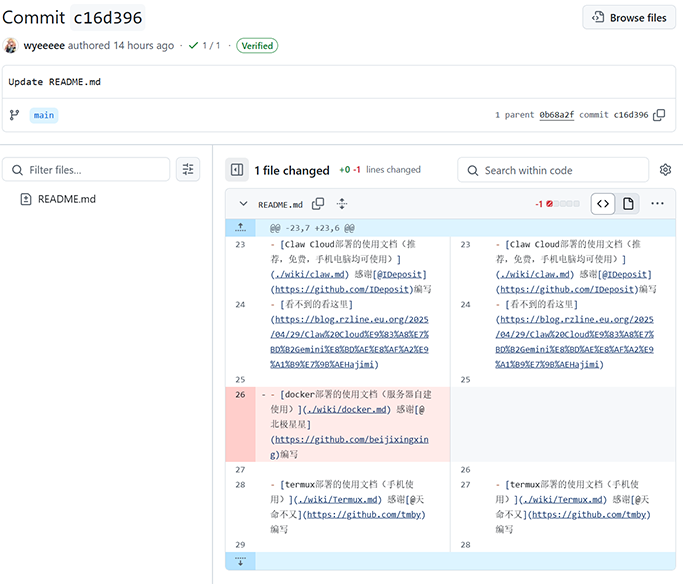 Commit c16d396
Browse files
wyeeeee authored 14 hours ago · 1 / 1 · Verified
Update README.md
main
1 parent 0b68a2f commit c16d396
Filter files...
README.md
1 file changed +0 -1 lines changed
Search within code
README.md
-1
@@ -23,7 +23,6 @@
23 - [Claw Cloud部署的使用文档（推
荐，免费，手机电脑均可使用）]
(./wiki/claw.md) 感谢[@IDeposit]
(https://github.com/IDeposit)编写
24 - [看不到的看这里]
(https://blog.rzline.eu.org/2025
/04/29/Claw%20Cloud%E9%83%A8%E7%
BD%B2Gemini%E8%BD%AE%E8%AF%A2%E9
%A1%B9%E7%9B%AEHajimi)
25
26 - - [docker部署的使用文档（服务器自建
使用）](./wiki/docker.md) 感谢[@
北极星星]
(https://github.com/beijixingxin
g)编写
27
28 - [termux部署的使用文档（手机使
用）](./wiki/Termux.md) 感谢[@天
命不又](https://github.com/tmby)
编写
29
23 - [Claw Cloud部署的使用文档（推
荐，免费，手机电脑均可使用）]
(./wiki/claw.md) 感谢[@IDeposit]
(https://github.com/IDeposit)编写
24 - [看不到的看这里]
(https://blog.rzline.eu.org/2025
/04/29/Claw%20Cloud%E9%83%A8%E7%
BD%B2Gemini%E8%BD%AE%E8%AF%A2%E9
%A1%B9%E7%9B%AEHajimi)
25
26
27 - [termux部署的使用文档（手机使
用）](./wiki/Termux.md) 感谢[@天
命不又](https://github.com/tmby)
编写
28